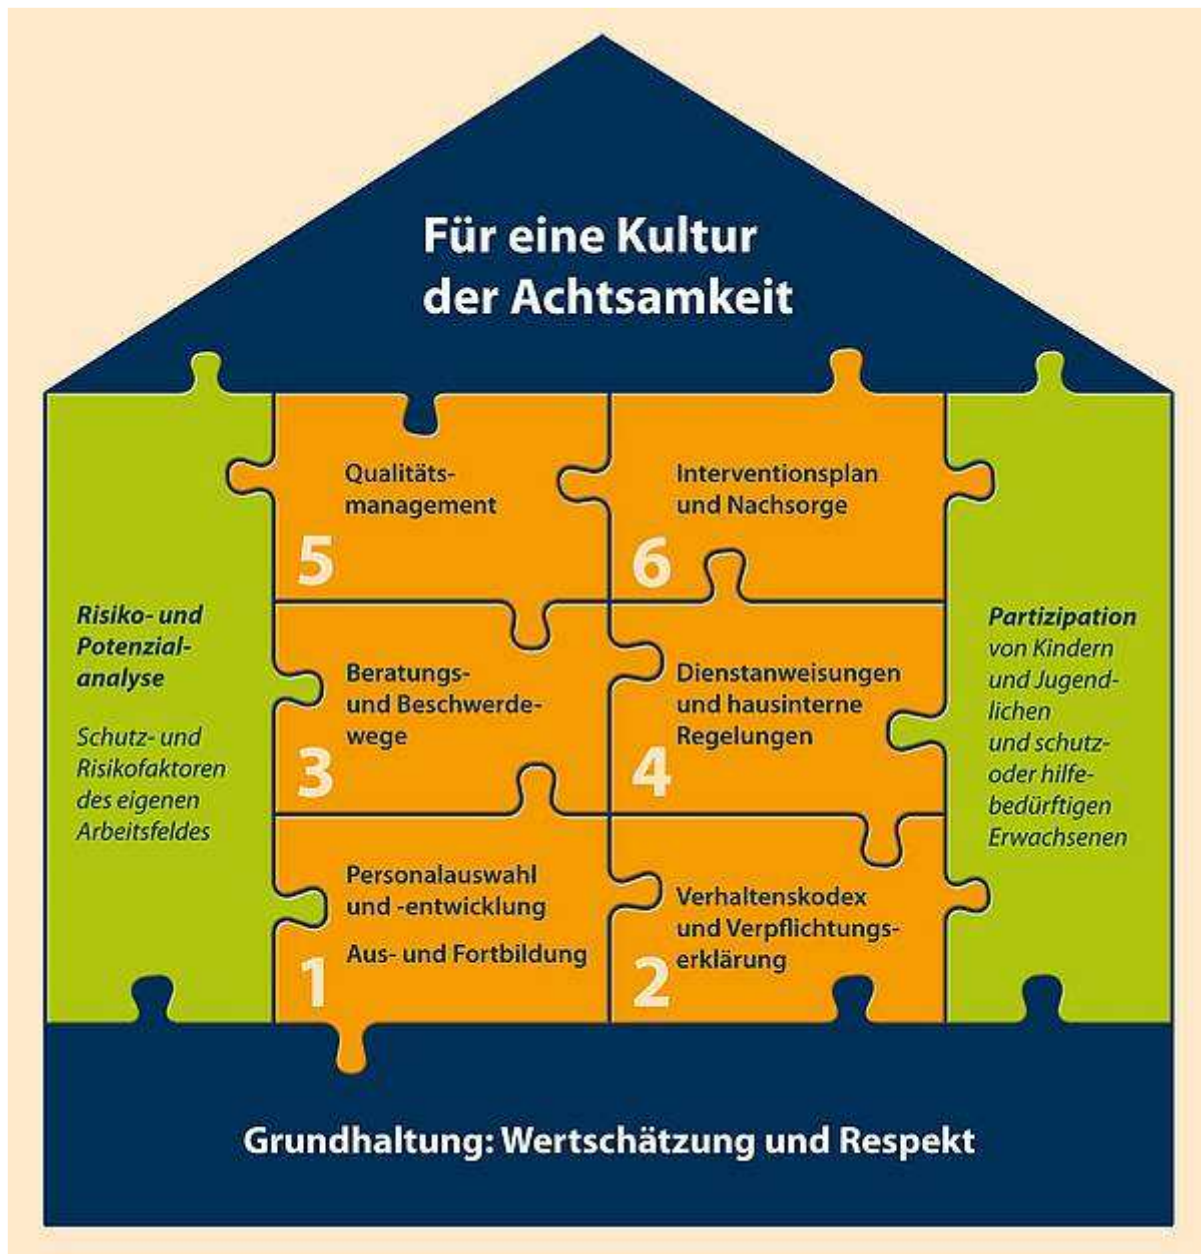 Für eine Kultur
der Achtsamkeit
Risiko- und
Potenzial-
analyse
Schutz- und
Risikofaktoren
des eigenen
Arbeitsfeldes
Qualitäts-
management
5
Interventionsplan
und Nachsorge
6
Beratungs-
und Beschwerde-
wege
3
Dienstanweisungen
und hausinterne
Regelungen
4
Personalauswahl
und -entwicklung
Aus- und Fortbildung
1
Verhaltenskodex
und Verpflichtungs-
erklärung
2
Partizipation
von Kindern
und Jugend-
lichen
und schutz-
oder hilfe-
bedürftigen
Erwachsenen
Grundhaltung: Wertschätzung und Respekt